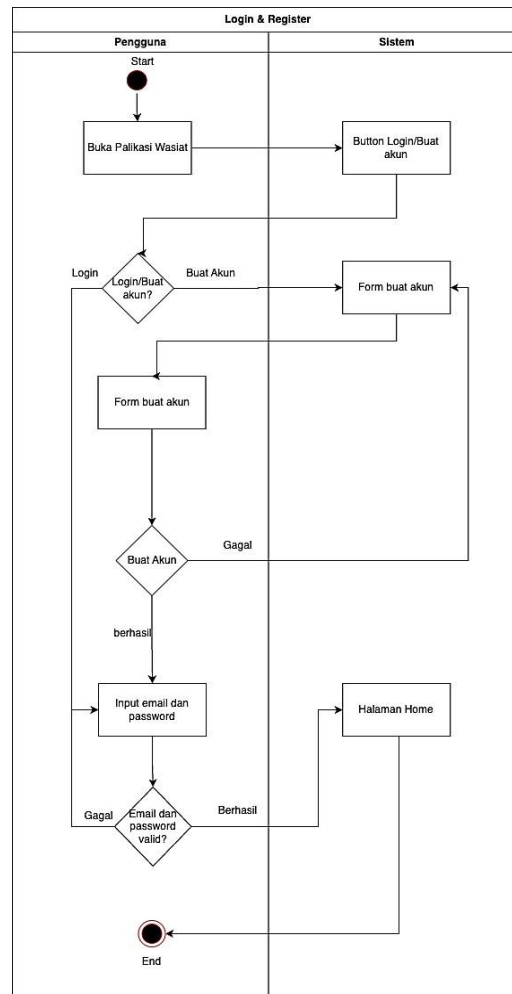 Login & Register
Pengguna
Sistem
Start
Buka Palikasi Wasiat
Button Login/Buat
akun
Login
Login/Buat
akun?
Buat Akun
Form buat akun
Form buat akun
Buat Akun
Gagal
berhasil
Input email dan
password
Halaman Home
Gagal
Email dan
password
valid?
Berhasil
End